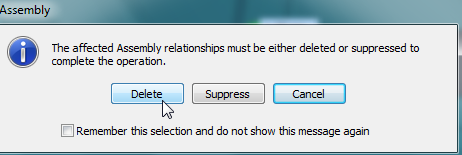 Assembly
The affected Assembly relationships must be either deleted or suppressed to
complete the operation.
Delete Suppress Cancel
Remember this selection and do not show this message again